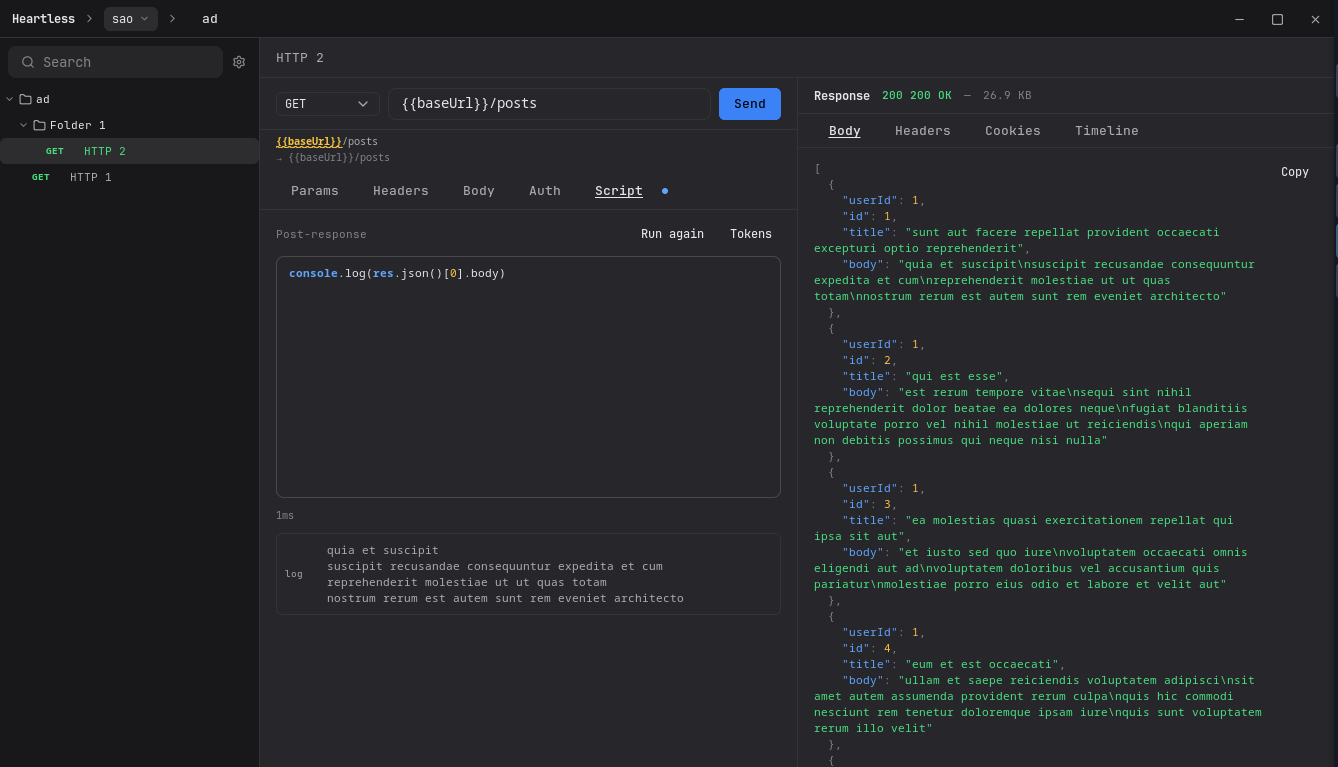 Heartless
sao
ad
Search
ad
Folder 1
GET HTTP 2
GET HTTP 1
HTTP 2
GET
{{baseUrl}}/posts
Send
{{baseUrl}}/posts
→ {{baseUrl}}/posts
Params Headers Body Auth Script
Post-response
Run again
Tokens
console.log(res.json()[0].body)
1ms
log
quia et suscipit
suscipit recusandae consequuntur expedita et cum
reprehenderit molestiae ut ut quas totam
nostrum rerum est autem sunt rem eveniet architecto
Response 200 200 OK — 26.9 KB
Body Headers Cookies Timeline
Copy
[
{
"userId": 1,
"id": 1,
"title": "sunt aut facere repellat provident occaecati
excepturi optio reprehenderit",
"body": "quia et suscipit\nsuscipit recusandae consequuntur
expedita et cum\nreprehenderit molestiae ut ut quas
totam\nnostrum rerum est autem sunt rem eveniet architecto"
},
{
"userId": 1,
"id": 2,
"title": "qui est esse",
"body": "est rerum tempore vitae\nsequi sint nihil
reprehenderit dolor beatae ea dolores neque\nfugiat blanditiis
voluptate porro vel nihil molestiae ut reiciendis\nqui aperiam
non debitis possimus qui neque nisi nulla"
},
{
"userId": 1,
"id": 3,
"title": "ea molestias quasi exercitationem repellat qui
ipsa sit aut",
"body": "et iusto sed quo iure\nvoluptatem occaecati omnis
eligendi aut ad\nvoluptatem doloribus vel accusantium quis
pariatur\nmolestiae porro eius odio et labore et velit aut"
},
{
"userId": 1,
"id": 4,
"title": "eum et est occaecati",
"body": "ullam et saepe reiciendis voluptatem adipisci\nsit
amet autem assumenda provident rerum culpa\nquis hic commodi
nesciunt rem tenetur doloremque ipsam iure\nquis sunt voluptatem
rerum illo velit"
},
{